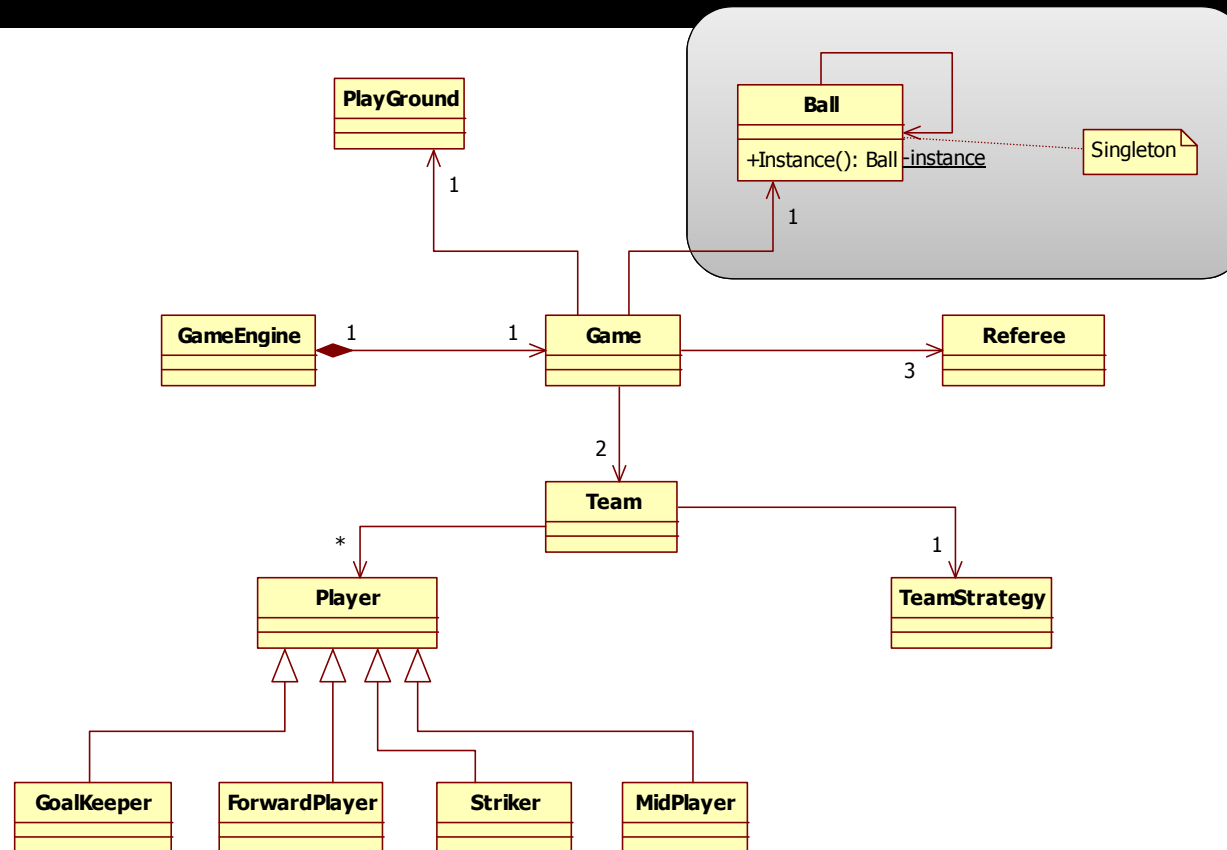 PlayGround
Ball
+Instance(): Ball
-instance
Singleton
1
1
GameEngine
1
1
Game
Referee
3
2
Team
*
1
Player
TeamStrategy
GoalKeeper
ForwardPlayer
Striker
MidPlayer